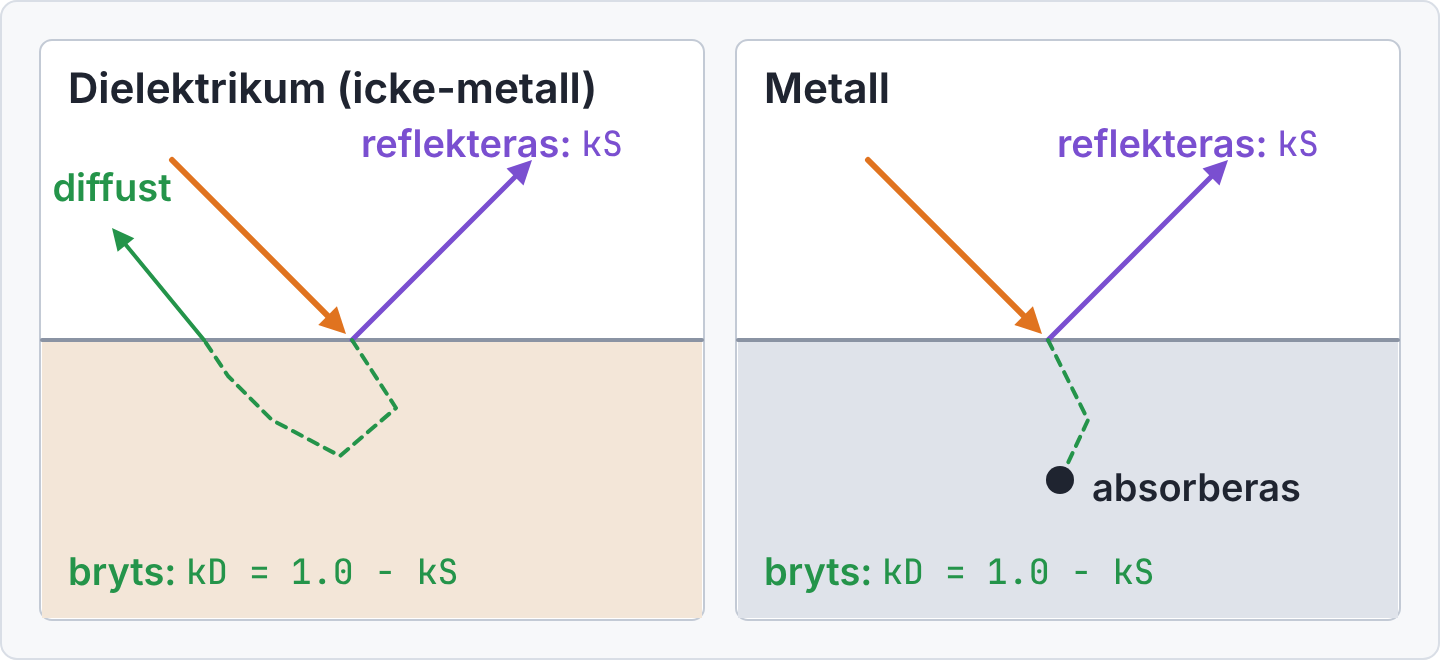 Dielektrikum (icke-metall)
reflekteras: kS
diffust
bryts: kD = 1.0 - kS
Metall
reflekteras: kS
absorberas
bryts: kD = 1.0 - kS